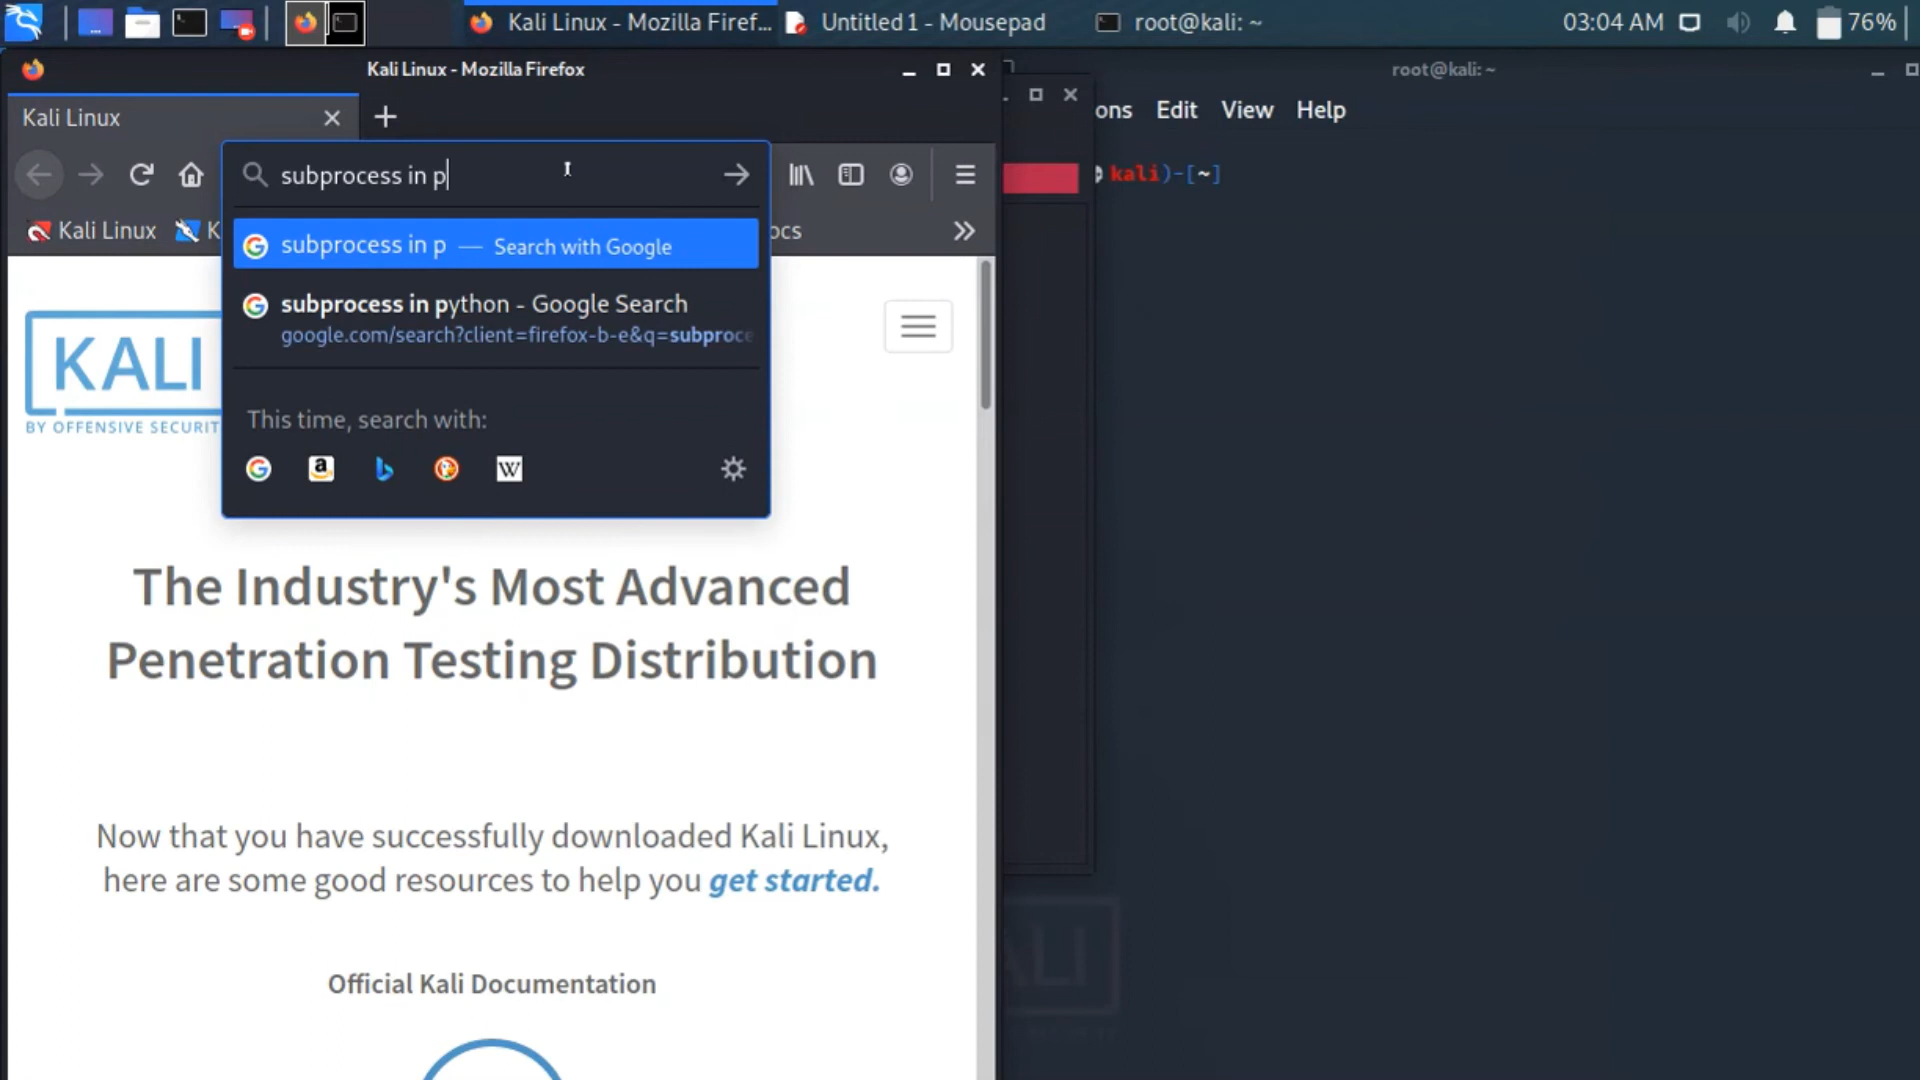 Kali Linux - Mozilla Firef...
Untitled 1 - Mousepad
root@kali: ~
03:04 AM
76%
Kali Linux - Mozilla Firefox
root@kali: ~
Kali Linux
ons Edit View Help
subprocess in p
kali)-[~]
Kali Linux
K
ocs
subprocess in p — Search with Google
subprocess in python - Google Search
google.com/search?client=firefox-b-e&q=subproce
This time, search with:
KALI
BY OFFENSIVE SECURIT
The Industry's Most Advanced
Penetration Testing Distribution
Now that you have successfully downloaded Kali Linux,
here are some good resources to help you get started.
Official Kali Documentation